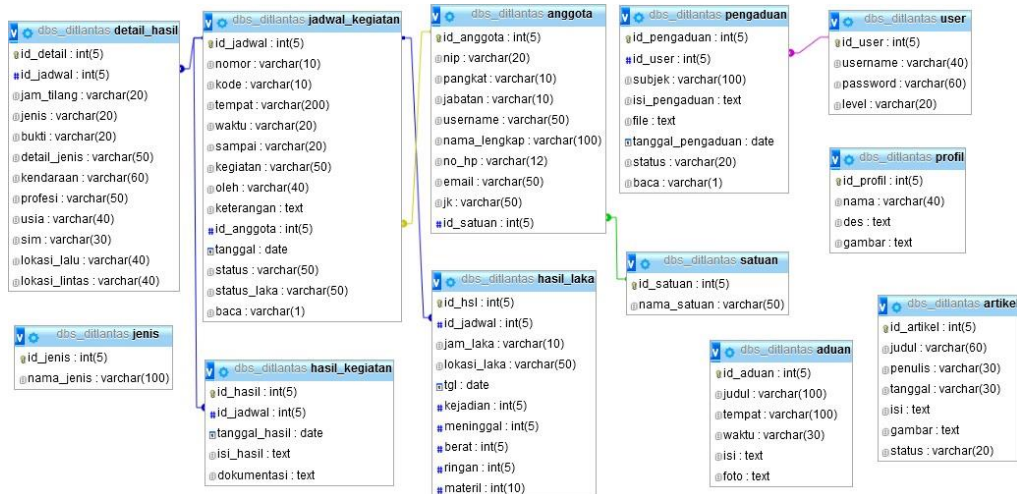 dbs_ditlantas detail_hasil
id_detail : int(5)
id_jadwal : int(5)
jam_tilang : varchar(20)
jenis : varchar(20)
bukti : varchar(20)
detail_jenis : varchar(50)
kendaraan : varchar(60)
profesi : varchar(50)
usia : varchar(40)
sim : varchar(30)
lokasi_lalu : varchar(40)
lokasi_lintas : varchar(40)
dbs_ditlantas jenis
id_jenis : int(5)
nama_jenis : varchar(100)
dbs_ditlantas jadwal_kegiatan
id_jadwal : int(5)
nomor : varchar(10)
kode : varchar(10)
tempat : varchar(200)
waktu : varchar(20)
sampai : varchar(20)
kegiatan : varchar(50)
oleh : varchar(40)
keterangan : text
id_anggota : int(5)
tanggal : date
status : varchar(50)
status_laka : varchar(50)
baca : varchar(1)
dbs_ditlantas hasil_kegiatan
id_hasil : int(5)
id_jadwal : int(5)
tanggal_hasil : date
isi_hasil : text
dokumentasi : text
dbs_ditlantas anggota
id_anggota : int(5)
nip : varchar(20)
pangkat : varchar(10)
jabatan : varchar(10)
username : varchar(50)
nama_lengkap : varchar(100)
no_hp : varchar(12)
email : varchar(50)
jk : varchar(50)
id_satuan : int(5)
dbs_ditlantas hasil_laka
id_hsl : int(5)
id_jadwal : int(5)
jam_laka : varchar(10)
lokasi_laka : varchar(50)
tgl : date
kejadian : int(5)
meninggal : int(5)
berat : int(5)
ringan : int(5)
materil : int(10)
dbs_ditlantas pengaduan
id_pengaduan : int(5)
id_user : int(5)
subjek : varchar(100)
isi_pengaduan : text
file : text
tanggal_pengaduan : date
status : varchar(20)
baca : varchar(1)
dbs_ditlantas satuan
id_satuan : int(5)
nama_satuan : varchar(50)
dbs_ditlantas aduan
id_aduan : int(5)
judul : varchar(100)
tempat : varchar(100)
waktu : varchar(30)
isi : text
foto : text
dbs_ditlantas user
id_user : int(5)
username : varchar(40)
password : varchar(60)
level : varchar(20)
dbs_ditlantas profil
id_profil : int(5)
nama : varchar(40)
des : text
gambar : text
dbs_ditlantas artikel
id_artikel : int(5)
judul : varchar(60)
penulis : varchar(30)
tanggal : varchar(30)
isi : text
gambar : text
status : varchar(20)